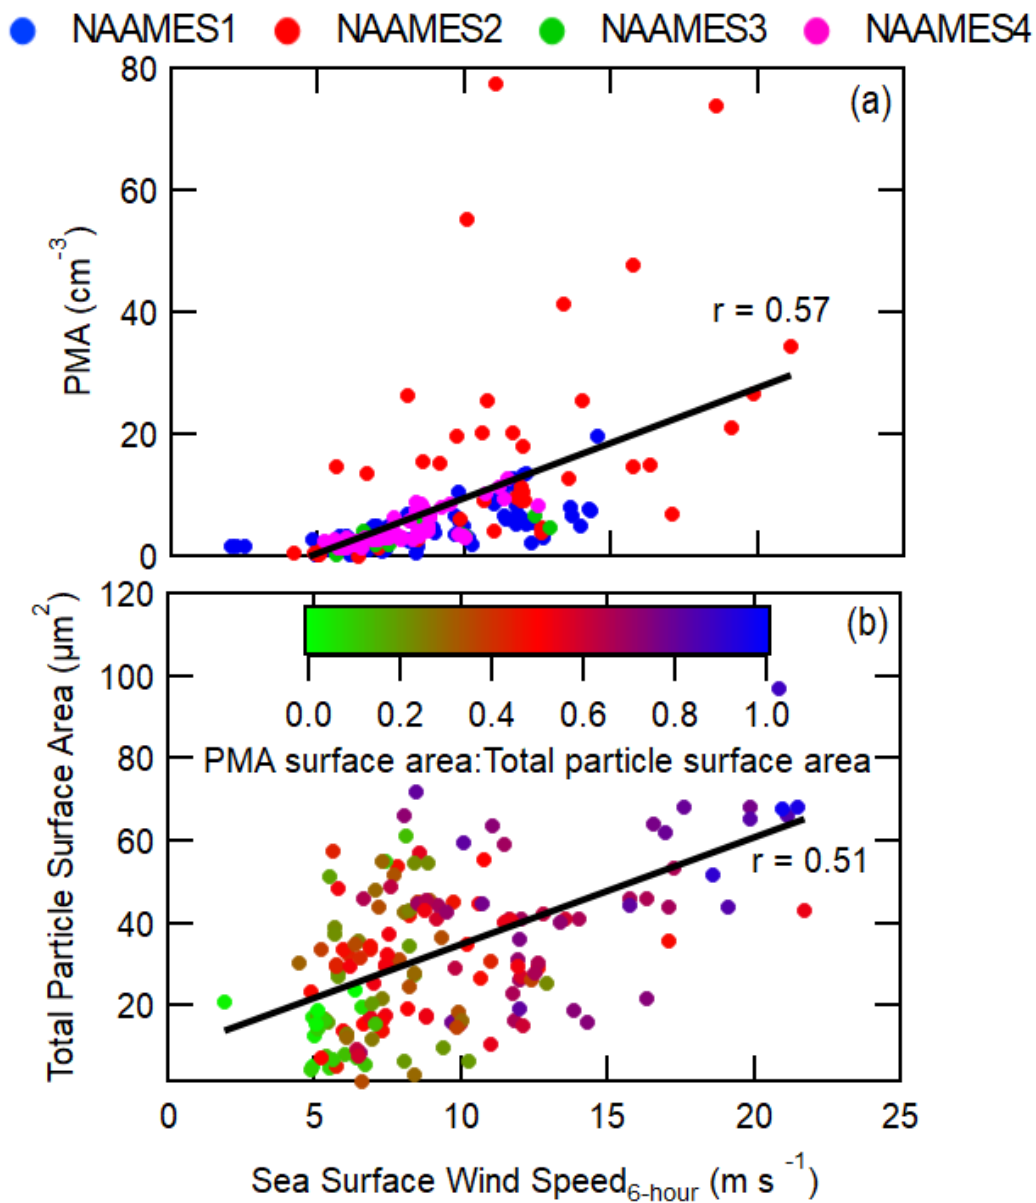 NAAMES1 NAAMES2 NAAMES3 NAAMES4
80
(a)
60
PMA (cm⁻³)
40
r = 0.57
20
0
120
(b)
100
0.0 0.2 0.4 0.6 0.8 1.0
80
PMA surface area:Total particle surface area
Total Particle Surface Area (µm²)
60
r = 0.51
40
20
0 5 10 15 20 25
Sea Surface Wind Speed₆₋ₕₒᵤᵣ (m s ⁻¹)